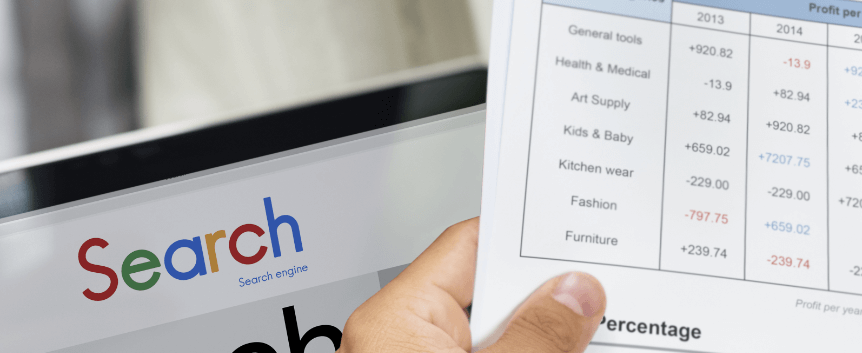 Search
Search engine
Profit per
2013 2014
General tools +920.82 -13.9
Health & Medical -13.9 +82.94
Art Supply +82.94 +920.82
Kids & Baby +659.02 +7207.75
Kitchen wear -229.00 -229.00
Fashion -797.75 +659.02
Furniture +239.74 -239.74
Profit per year
Percentage